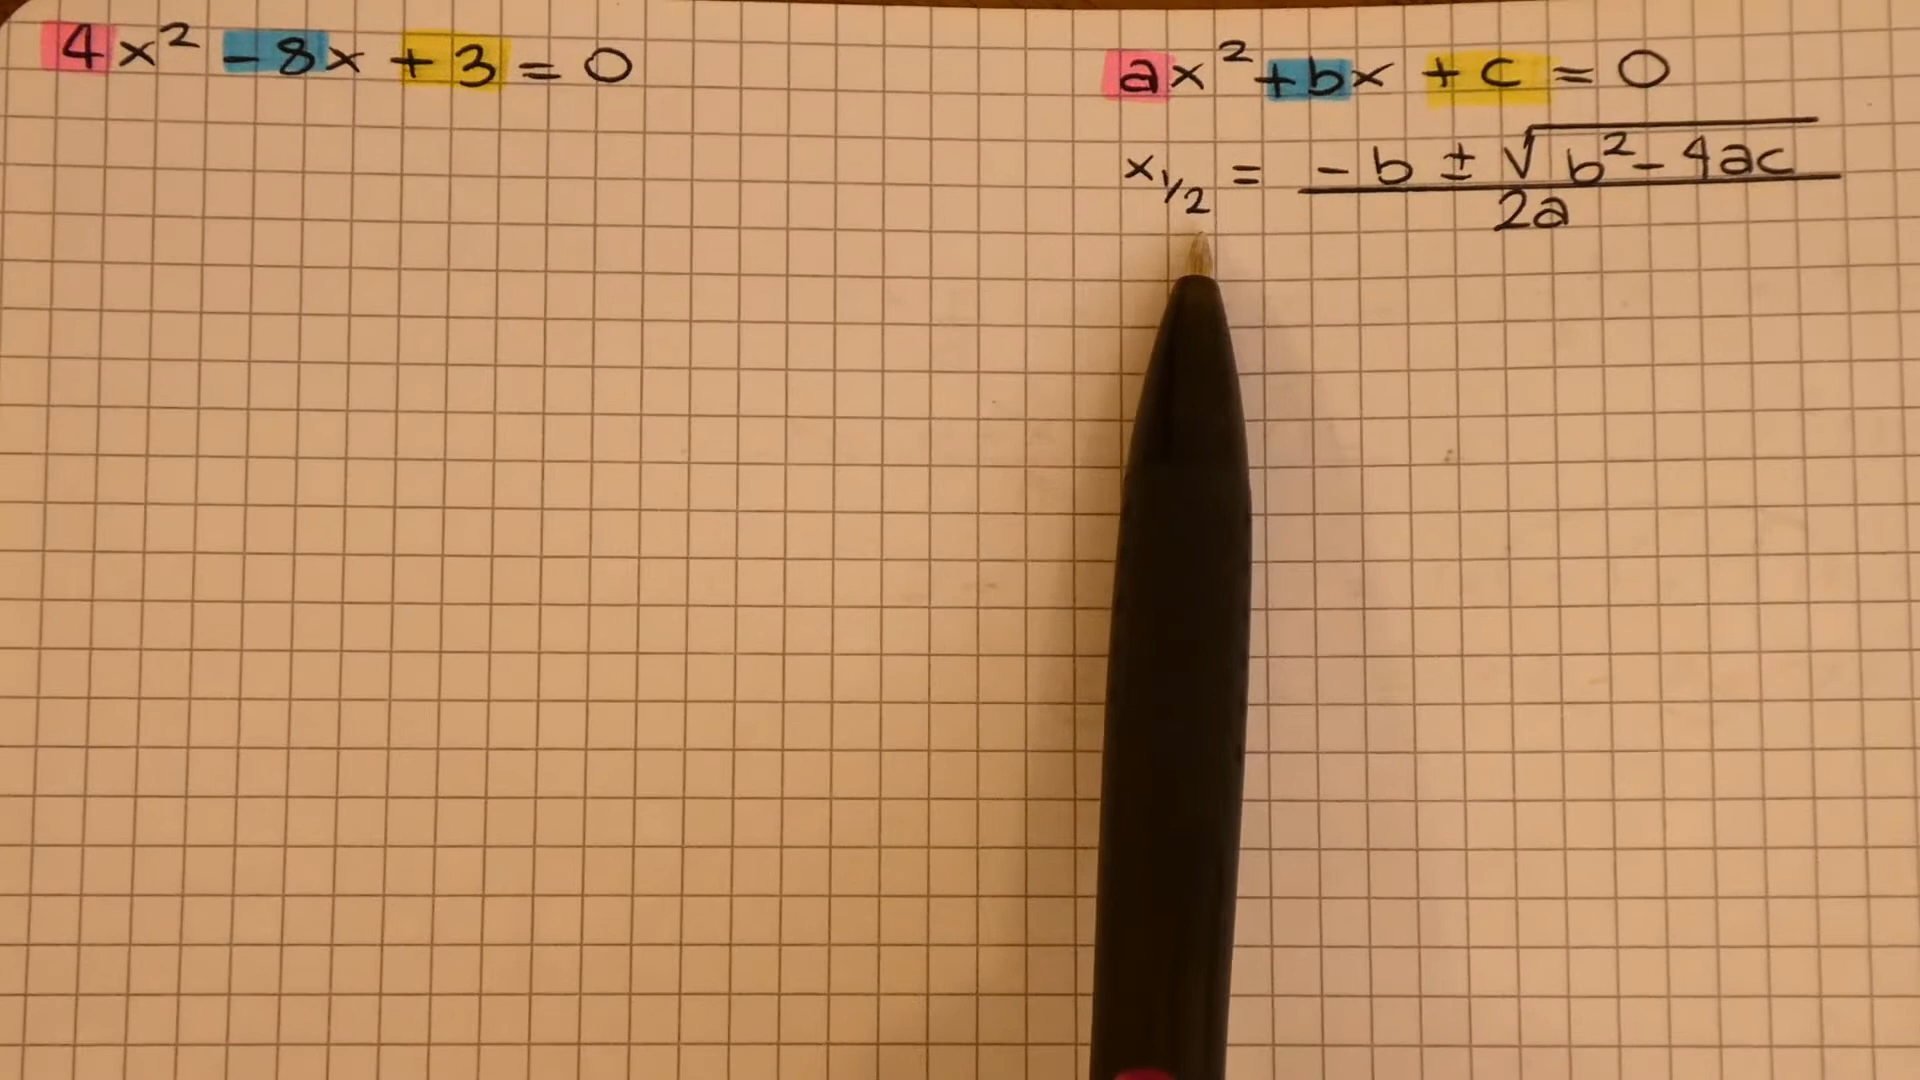 4x² - 8x + 3 = 0
ax² + bx + c = 0
x₁/₂ = (-b ± √(b² - 4ac)) / 2a